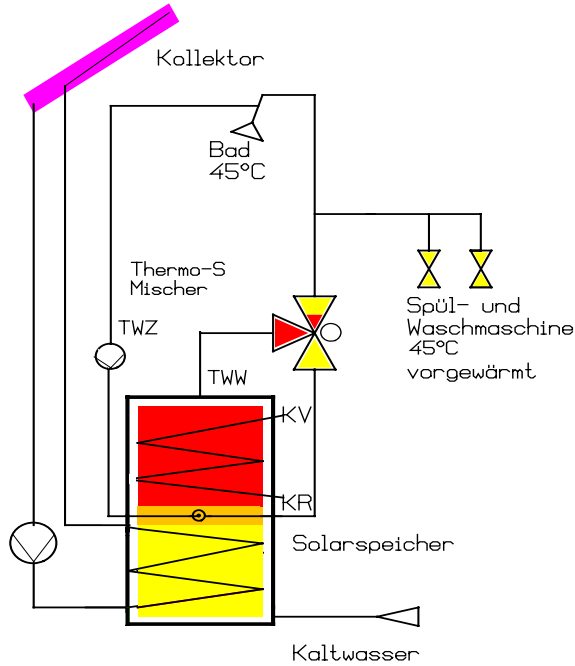 Kollektor
Bad
45°C
Thermo-S
Mischer
TWZ
Spül- und
Waschmaschine
45°C
vorgewärmt
TWW
KV
KR
Solarspeicher
Kaltwasser